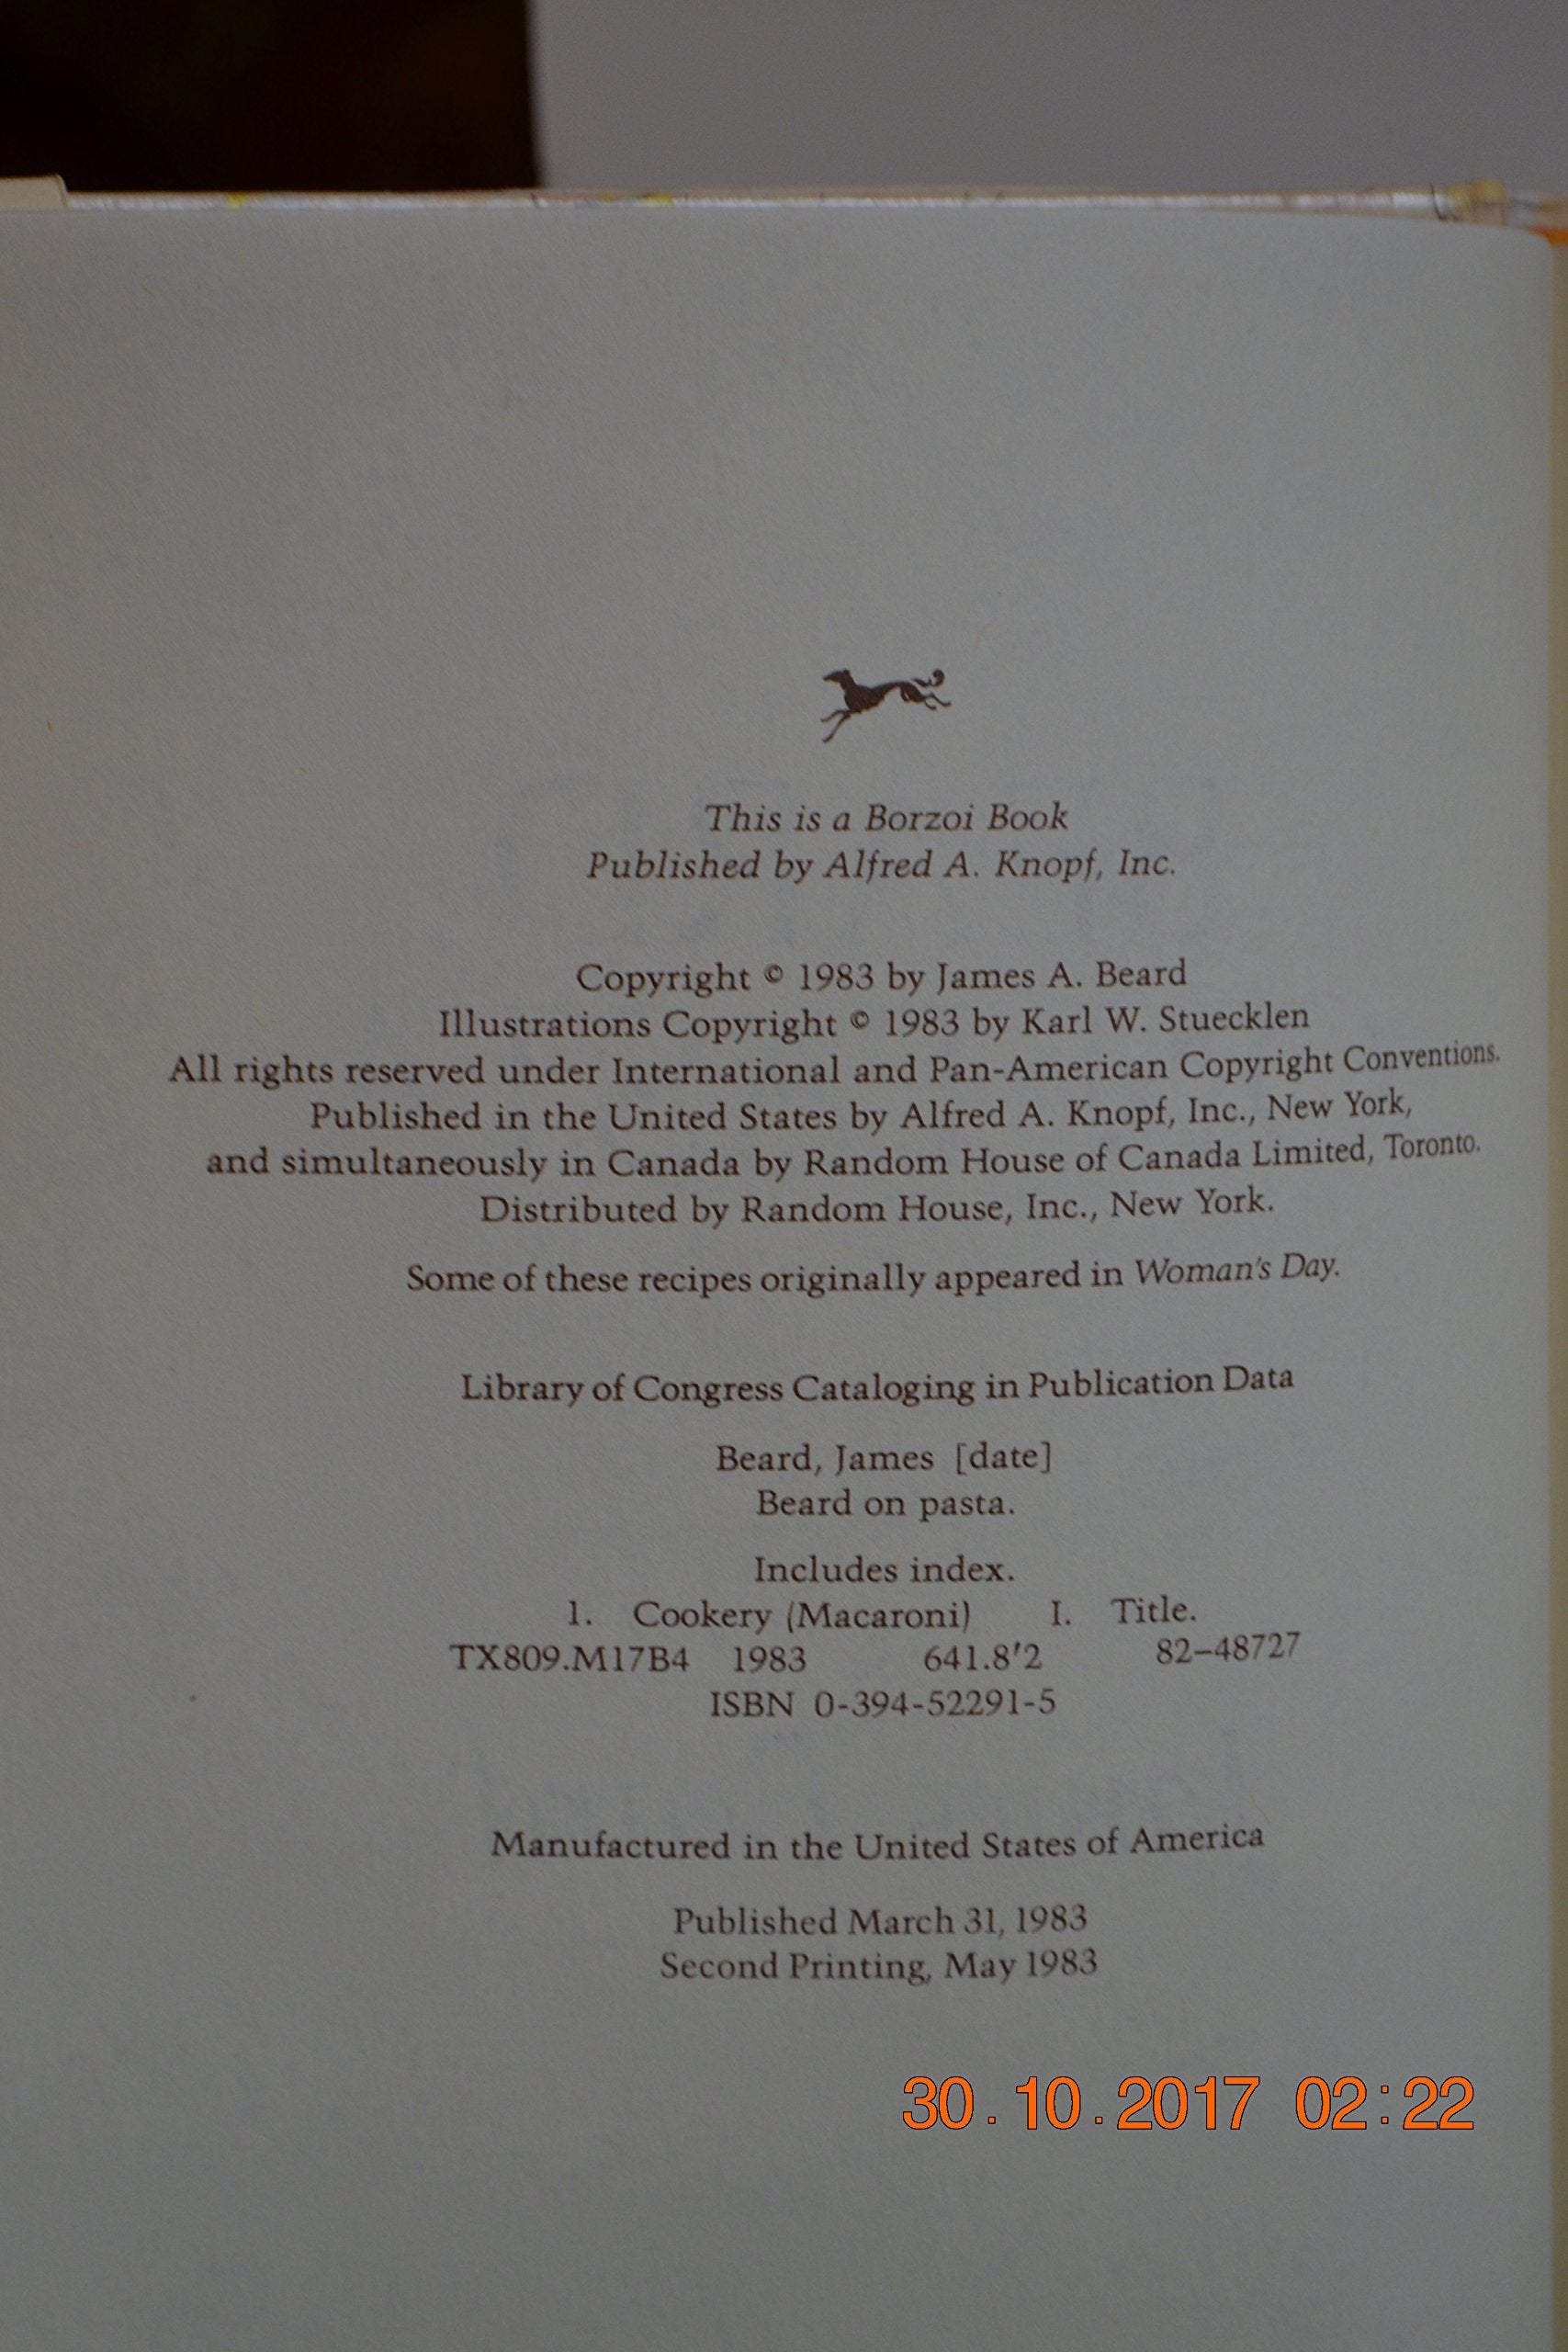 This is a Borzoi Book
Published by Alfred A. Knopf, Inc.
Copyright © 1983 by James A. Beard
Illustrations Copyright © 1983 by Karl W. Stuecklen
All rights reserved under International and Pan-American Copyright Conventions.
Published in the United States by Alfred A. Knopf, Inc., New York,
and simultaneously in Canada by Random House of Canada Limited, Toronto.
Distributed by Random House, Inc., New York.
Some of these recipes originally appeared in Woman's Day.
Library of Congress Cataloging in Publication Data
Beard, James [date]
Beard on pasta.
Includes index.
1. Cookery (Macaroni) I. Title.
TX809.M17B4 1983 641.8'2 82–48727
ISBN 0-394-52291-5
Manufactured in the United States of America
Published March 31, 1983
Second Printing, May 1983
30.10.2017 02:22